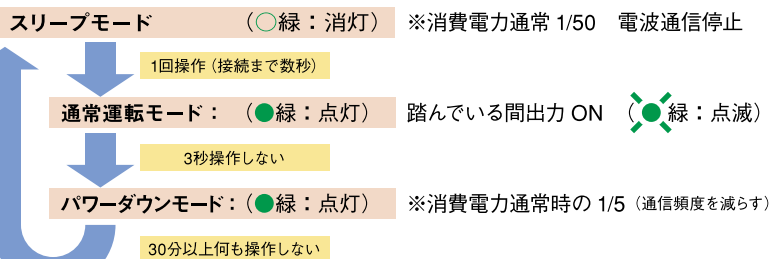 スリープモード （○緑：消灯） ※消費電力通常 1/50 電波通信停止
1回操作（接続まで数秒）
通常運転モード： （●緑：点灯） 踏んでいる間出力 ON （●緑：点滅）
3秒操作しない
パワーダウンモード：（●緑：点灯） ※消費電力通常時の 1/5（通信頻度を減らす）
30分以上何も操作しない